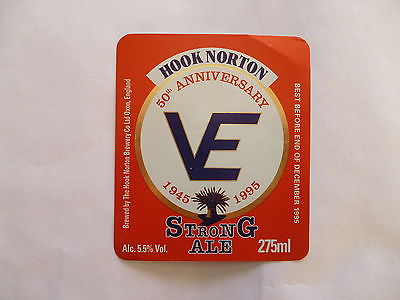 HOOK NORTON
50th ANNIVERSARY
VE
1945 1995
STRONG
ALE
Alc. 5.5% Vol.
275ml
Brewed by The Hook Norton Brewery Co Ltd Oxon, England
BEST BEFORE END OF DECEMBER 1995